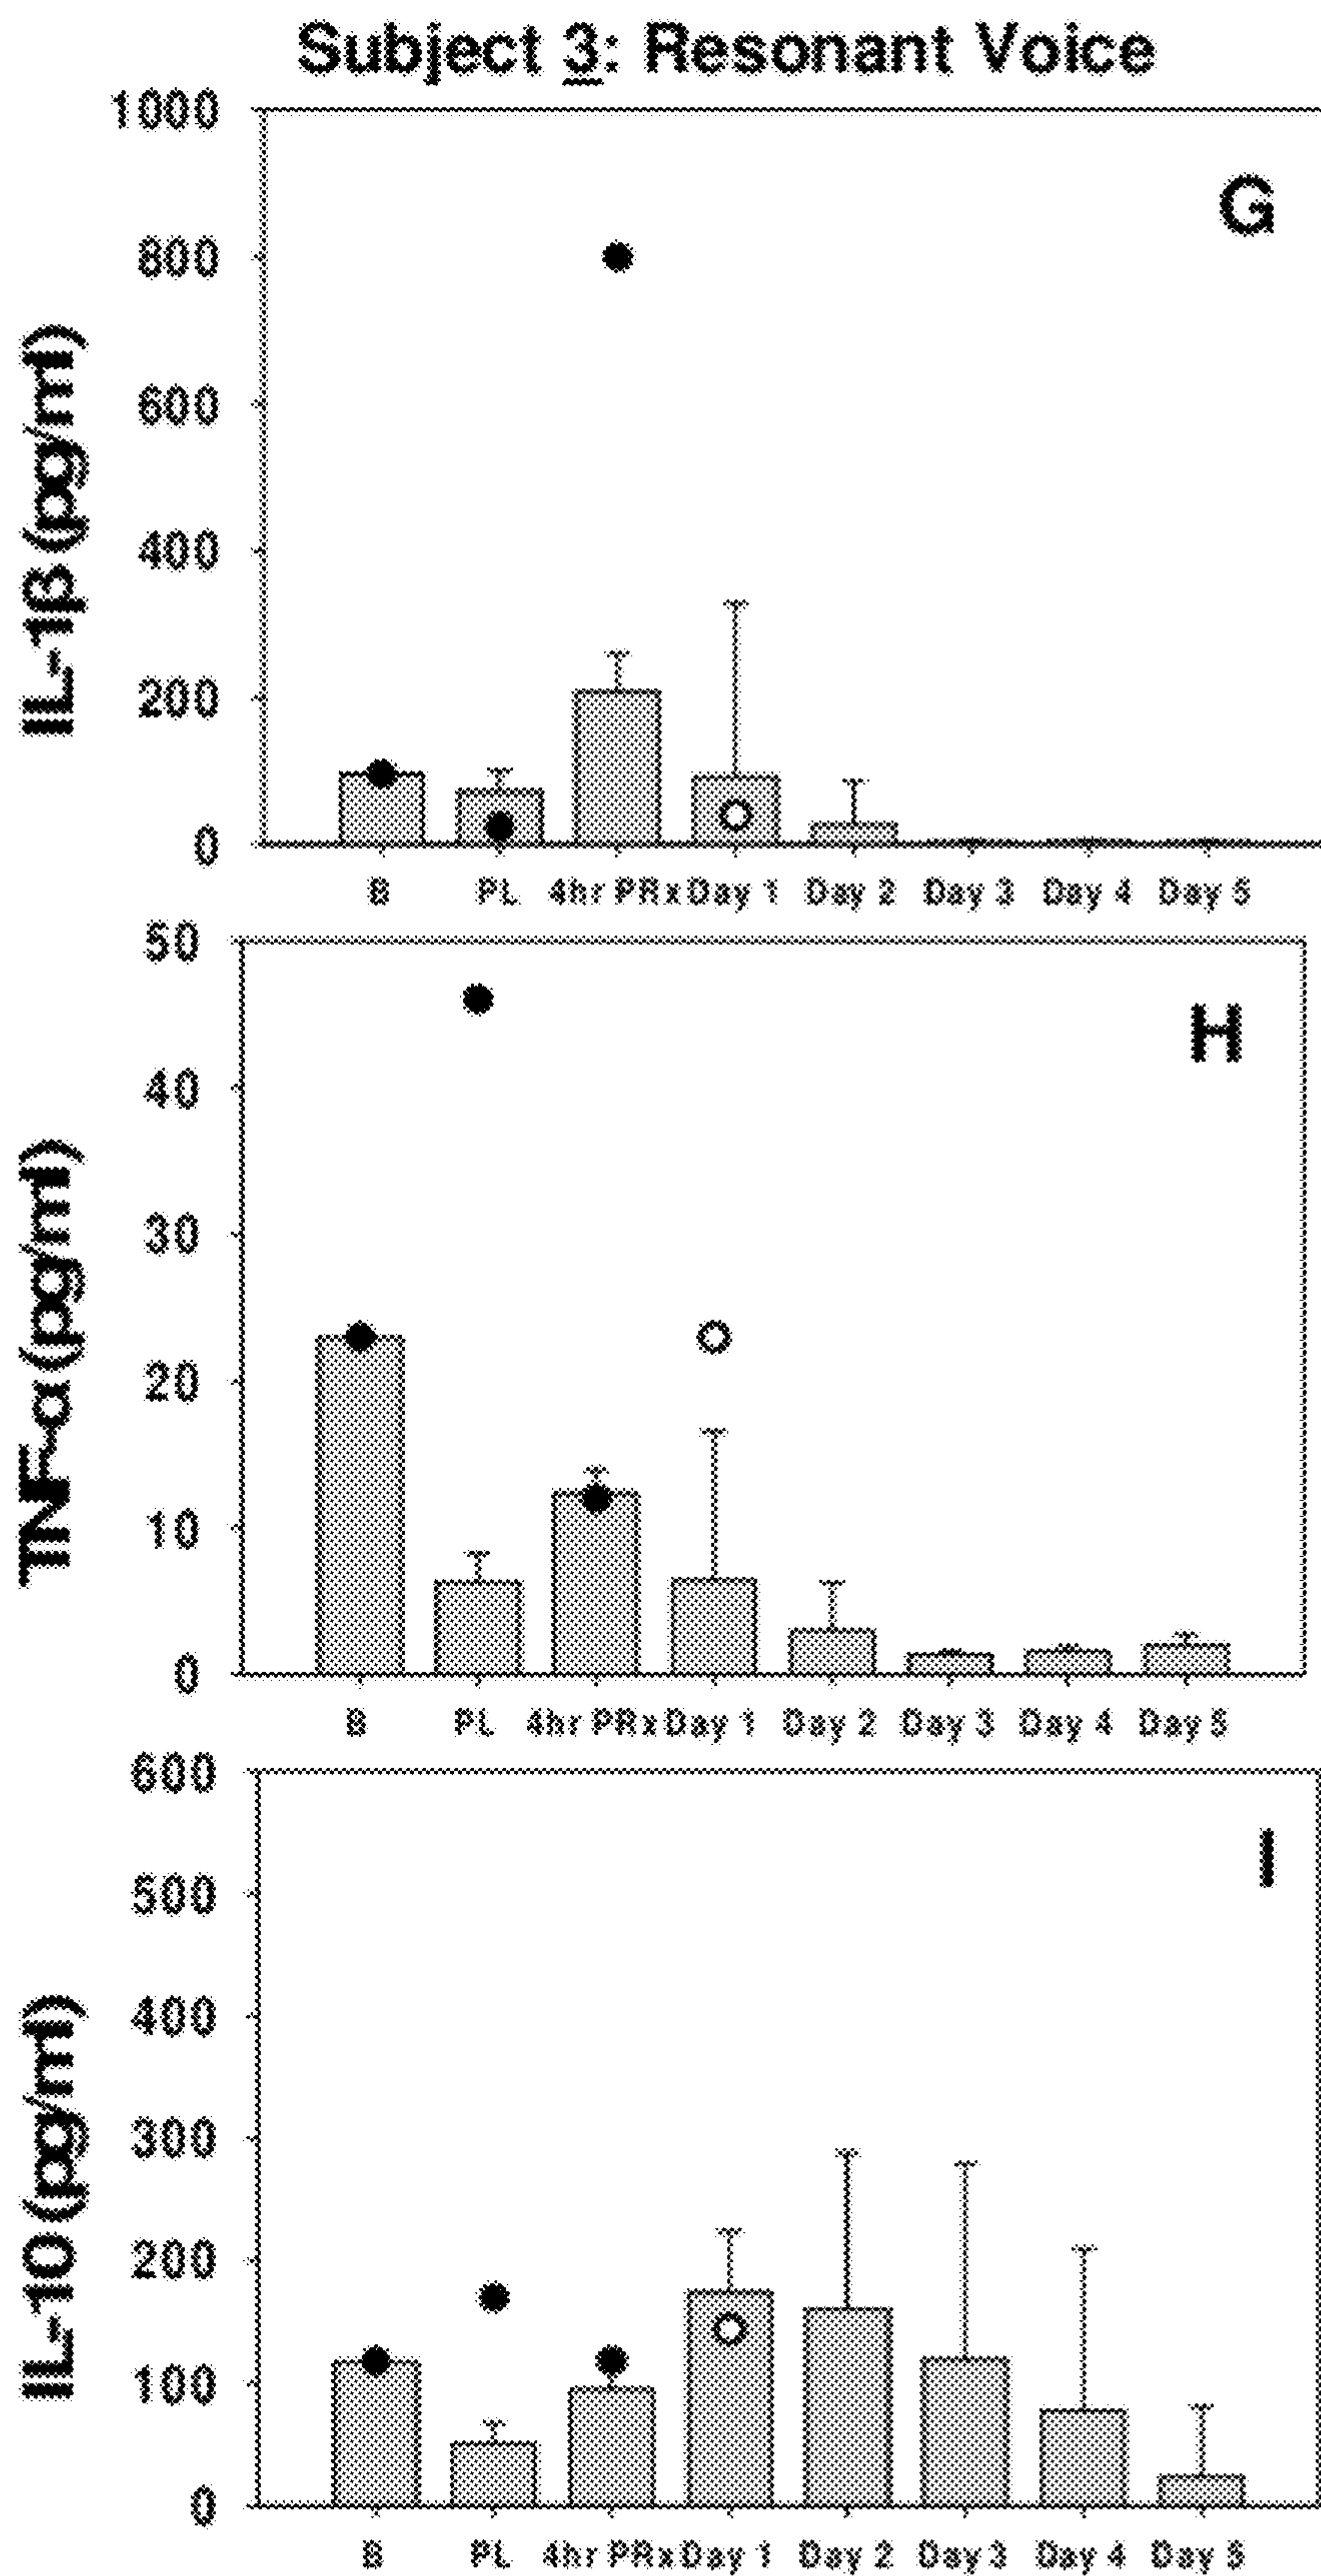 Subject 3: Resonant Voice
G
IL-1β (pg/ml)
1000
800
600
400
200
0
B PL 4hr PRx Day 1 Day 2 Day 3 Day 4 Day 5
H
TNF-α (pg/ml)
50
40
30
20
10
0
B PL 4hr PRx Day 1 Day 2 Day 3 Day 4 Day 5
I
IL-10 (pg/ml)
600
500
400
300
200
100
0
B PL 4hr PRx Day 1 Day 2 Day 3 Day 4 Day 5